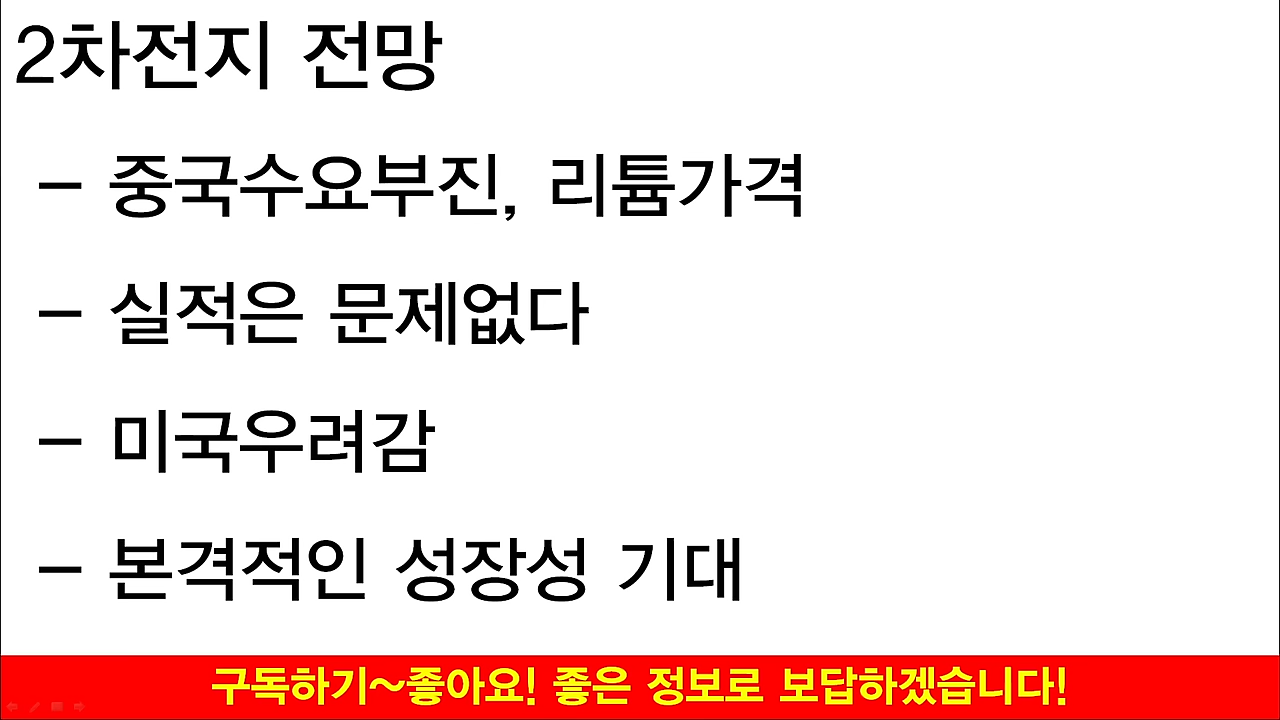 2차전지 전망
- 중국수요부진, 리튬가격
- 실적은 문제없다
- 미국우려감
- 본격적인 성장성 기대
구독하기~좋아요! 좋은 정보로 보답하겠습니다!